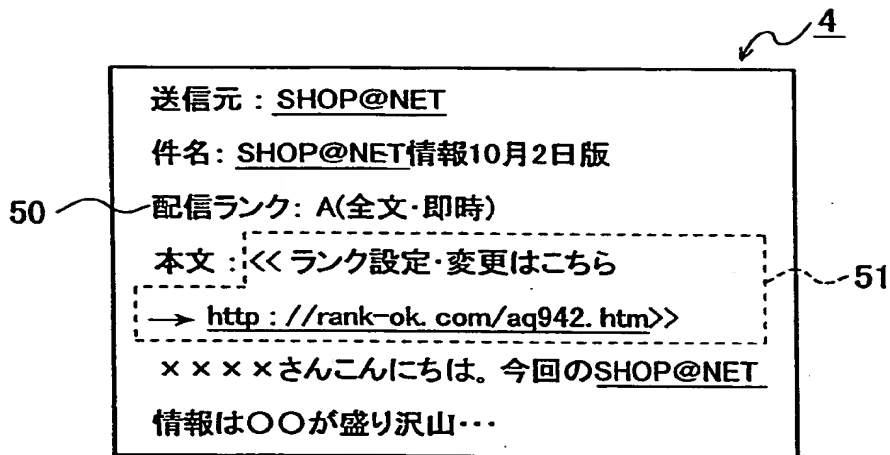 4
送信元 : SHOP@NET
件名: SHOP@NET情報10月2日版
50
配信ランク: A(全文・即時)
本文 : << ランク設定・変更はこちら
51
→ http : //rank-ok. com/aq942. htm>>
××××さんこんにちは。今回のSHOP@NET
情報は〇〇が盛り沢山・・・